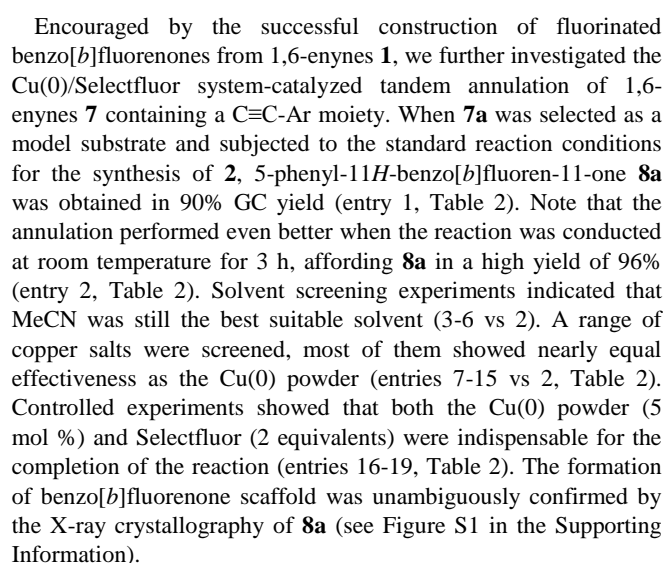 Encouraged by the successful construction of fluorinated
benzo[b]fluorenones from 1,6-enynes 1, we further investigated the
Cu(0)/Selectfluor system-catalyzed tandem annulation of 1,6-
enynes 7 containing a C≡C-Ar moiety. When 7a was selected as a
model substrate and subjected to the standard reaction conditions
for the synthesis of 2, 5-phenyl-11H-benzo[b]fluoren-11-one 8a
was obtained in 90% GC yield (entry 1, Table 2). Note that the
annulation performed even better when the reaction was conducted
at room temperature for 3 h, affording 8a in a high yield of 96%
(entry 2, Table 2). Solvent screening experiments indicated that
MeCN was still the best suitable solvent (3-6 vs 2). A range of
copper salts were screened, most of them showed nearly equal
effectiveness as the Cu(0) powder (entries 7-15 vs 2, Table 2).
Controlled experiments showed that both the Cu(0) powder (5
mol %) and Selectfluor (2 equivalents) were indispensable for the
completion of the reaction (entries 16-19, Table 2). The formation
of benzo[b]fluorenone scaffold was unambiguously confirmed by
the X-ray crystallography of 8a (see Figure S1 in the Supporting
Information).